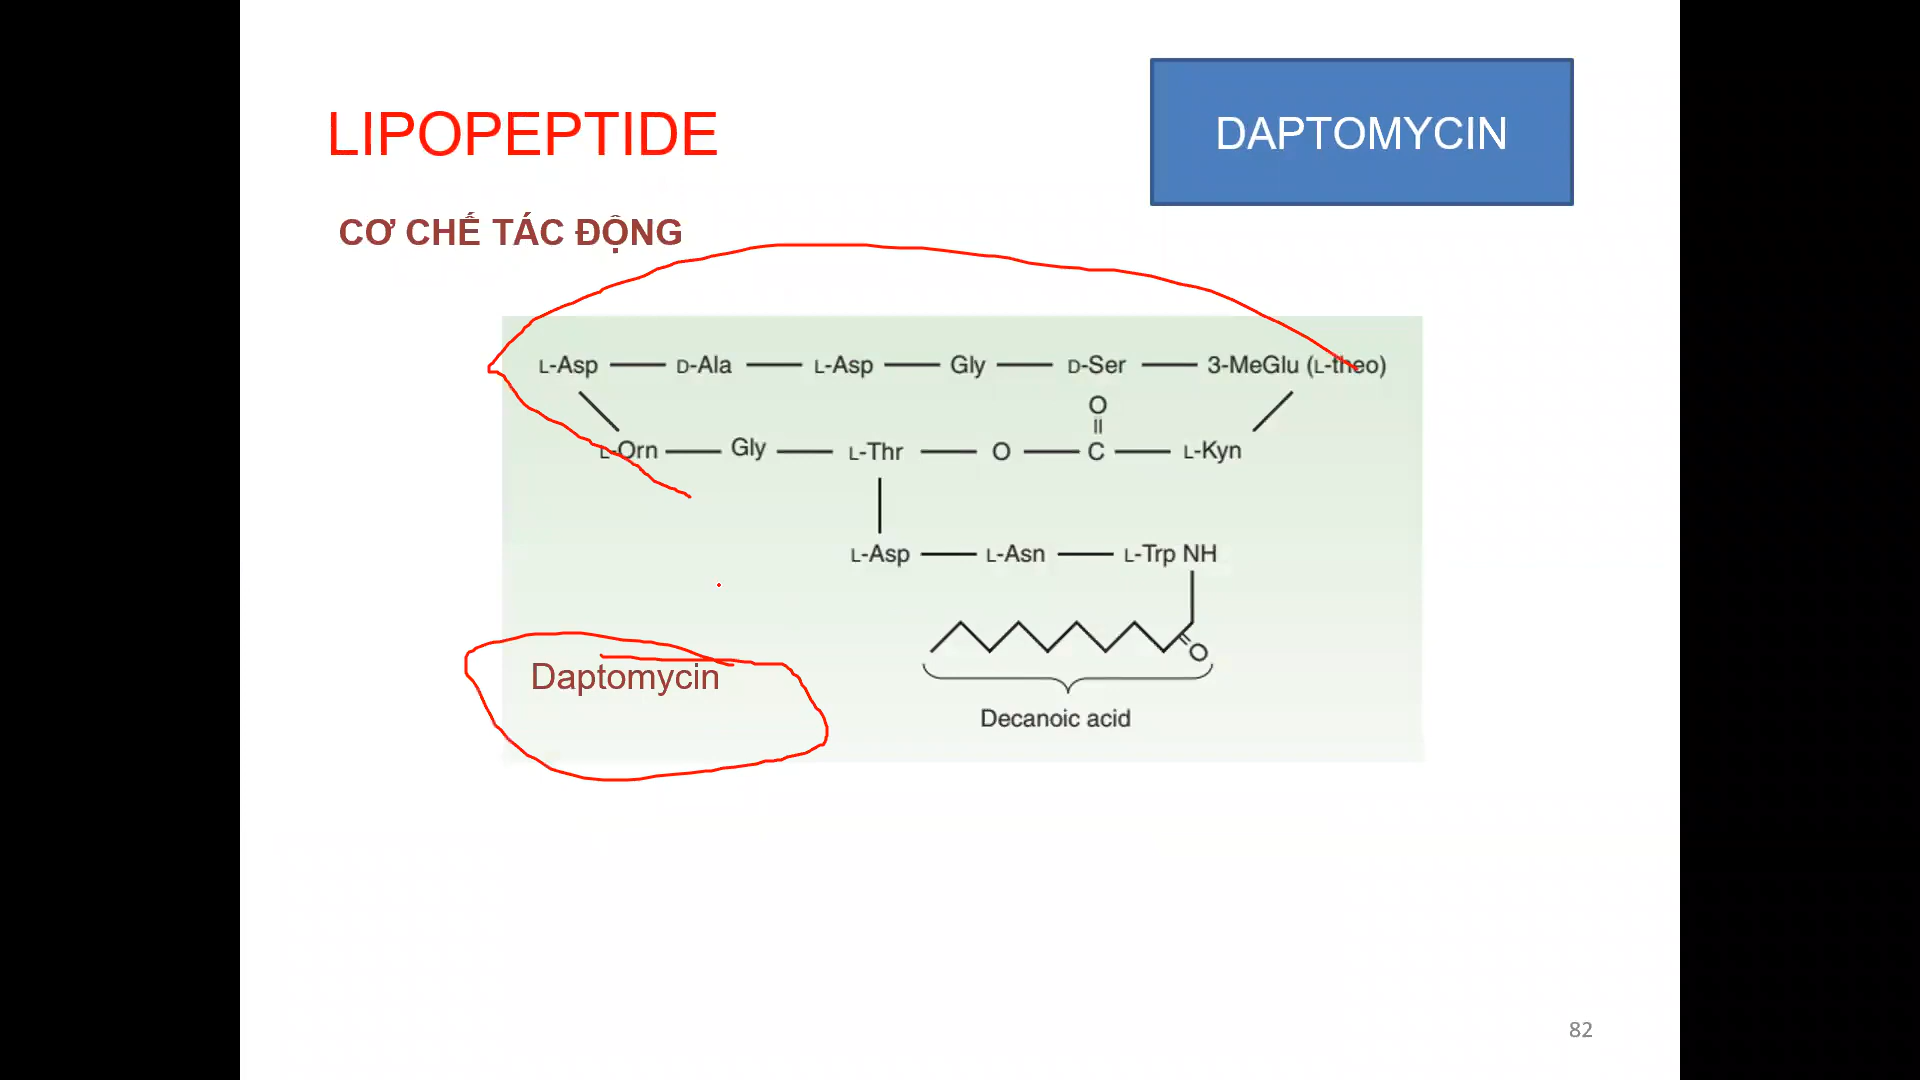 LIPOPEPTIDE
DAPTOMYCIN
CƠ CHẾ TÁC ĐỘNG
L-Asp D-Ala L-Asp Gly D-Ser 3-MeGlu (L-theo)
O
L-Orn Gly L-Thr O C L-Kyn
L-Asp L-Asn L-Trp NH
O
Daptomycin
Decanoic acid
82